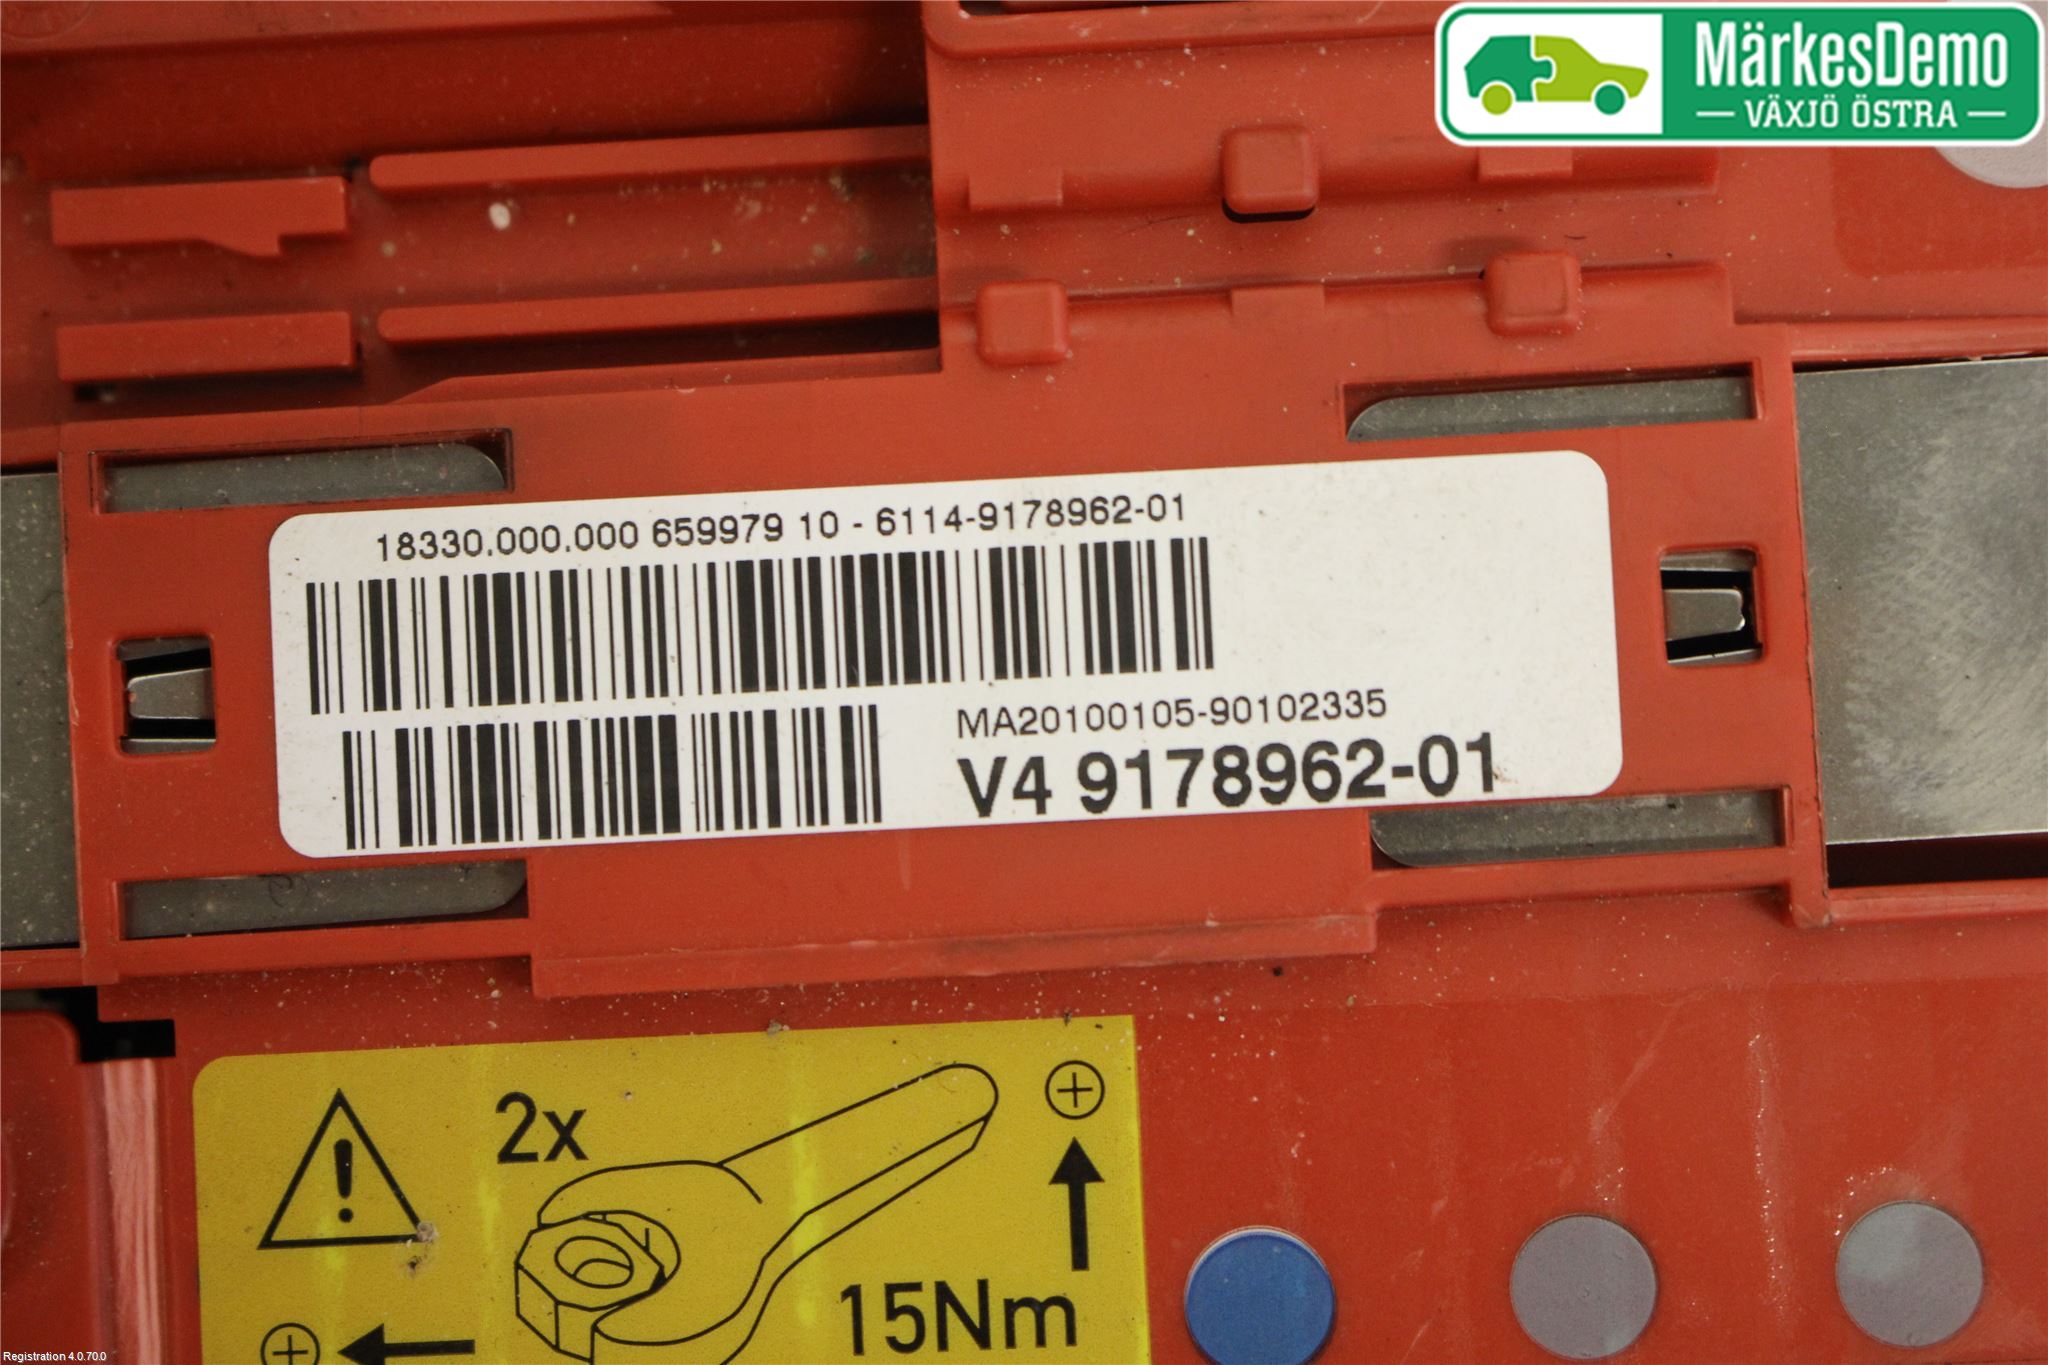 MärkesDemo
VÄXJÖ ÖSTRA
18330.000.000 659979 10 - 6114-9178962-01
MA20100105-90102335
V4 9178962-01
2x
15Nm
Registration 4.0.70.0